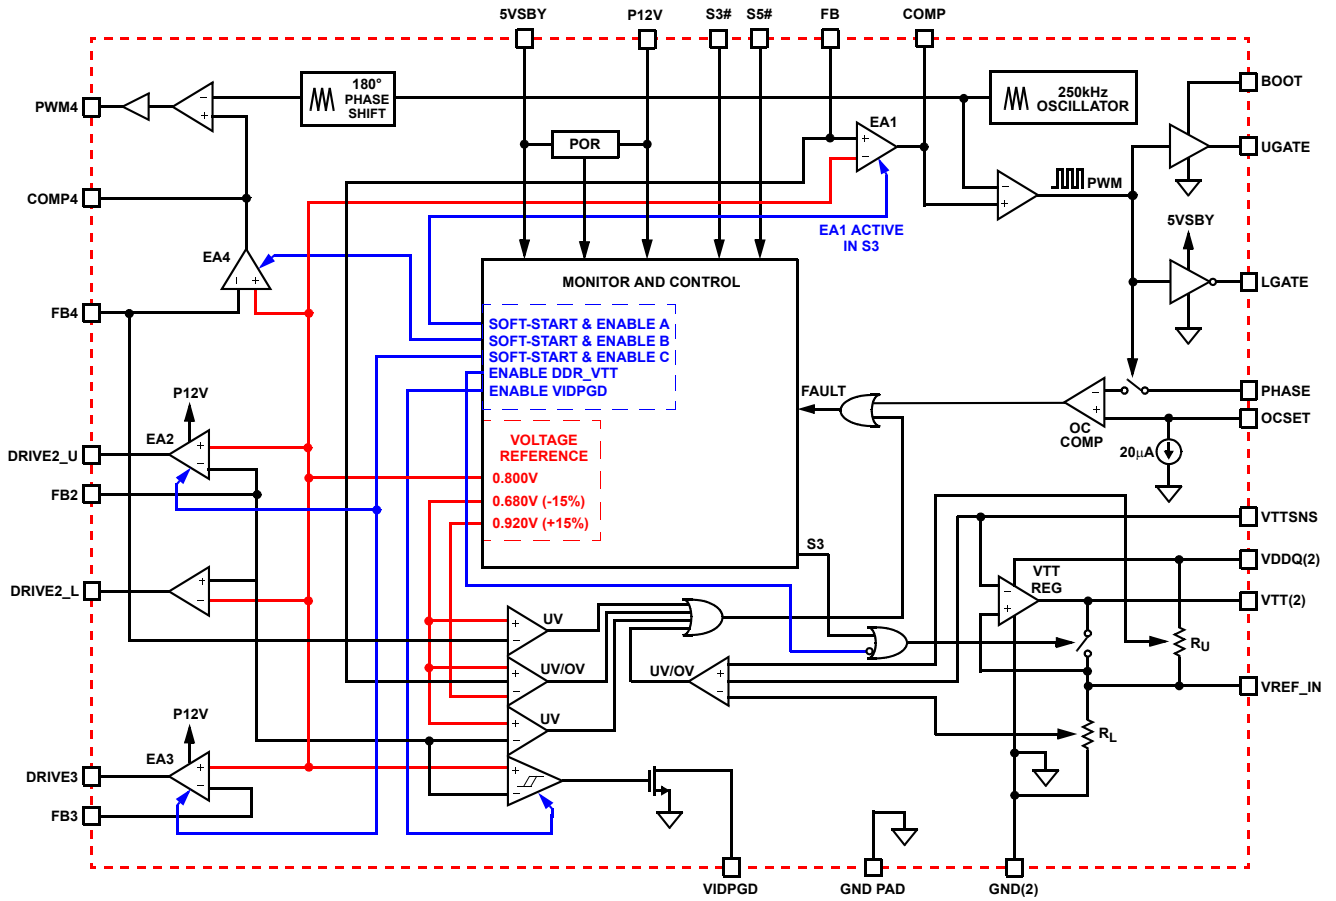 5VSBY P12V S3# S5# FB COMP
180°
PHASE
SHIFT
250kHz
OSCILLATOR
BOOT
PWM4
EA1
POR
UGATE
PWM
COMP4
5VSBY
EA1 ACTIVE
IN S3
EA4
MONITOR AND CONTROL
LGATE
FB4
SOFT-START & ENABLE A
SOFT-START & ENABLE B
SOFT-START & ENABLE C
ENABLE DDR_VTT
ENABLE VIDPGD
FAULT
PHASE
P12V
OCSET
OC
COMP
EA2
VOLTAGE
REFERENCE
20µA
DRIVE2_U
0.800V
FB2
0.680V (-15%)
0.920V (+15%)
VTTSNS
S3
VDDQ(2)
VTT
REG
DRIVE2_L
VTT(2)
UV
RU
UV/OV
UV/OV
VREF_IN
P12V
UV
RL
EA3
DRIVE3
FB3
VIDPGD
GND PAD
GND(2)